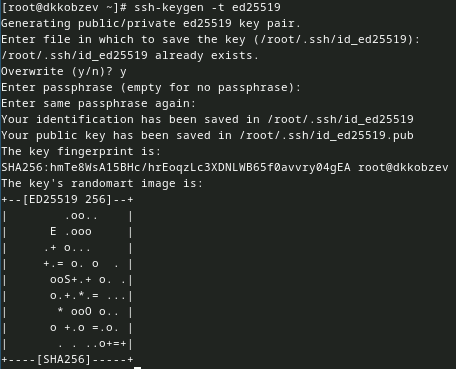 [root@dkkobzev ~]# ssh-keygen -t ed25519
Generating public/private ed25519 key pair.
Enter file in which to save the key (/root/.ssh/id_ed25519):
/root/.ssh/id_ed25519 already exists.
Overwrite (y/n)? y
Enter passphrase (empty for no passphrase):
Enter same passphrase again:
Your identification has been saved in /root/.ssh/id_ed25519
Your public key has been saved in /root/.ssh/id_ed25519.pub
The key fingerprint is:
SHA256:hmTe8WsA15BHc/hrEoqzLc3XDNLWB65f0avvry04gEA root@dkkobzev
The key's randomart image is:
+--[ED25519 256]--+
|        .oo..    |
|      E .ooo     |
|     .+ o...     |
|     +.= o. o  . |
|      ooS+.+ o. .|
|      o.+.*.= ...|
|       * ooO o.. |
|      o +.o =.o. |
|       . . ..o+=+|
+----[SHA256]-----+